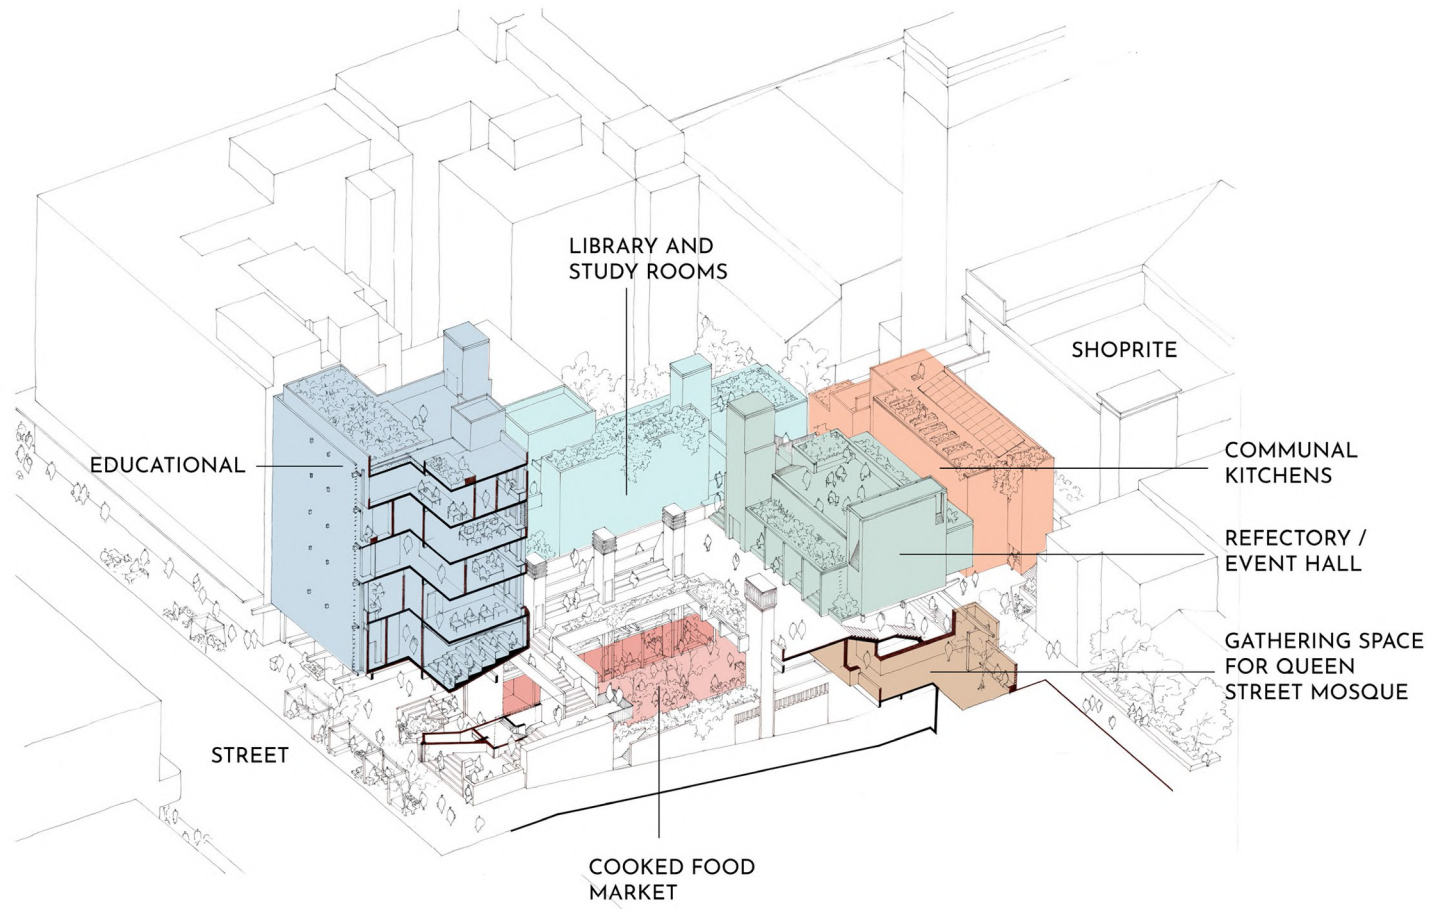 LIBRARY AND
STUDY ROOMS
SHOPRITE
EDUCATIONAL
COMMUNAL
KITCHENS
REFECTORY /
EVENT HALL
GATHERING SPACE
FOR QUEEN
STREET MOSQUE
STREET
COOKED FOOD
MARKET